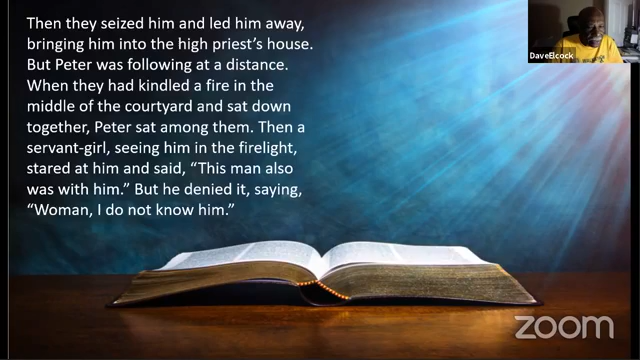 Then they seized him and led him away,
bringing him into the high priest’s house.
But Peter was following at a distance.
When they had kindled a fire in the
middle of the courtyard and sat down
together, Peter sat among them. Then a
servant-girl, seeing him in the firelight,
stared at him and said, “This man also
was with him.” But he denied it, saying,
“Woman, I do not know him.”
DaveElcock
zoom